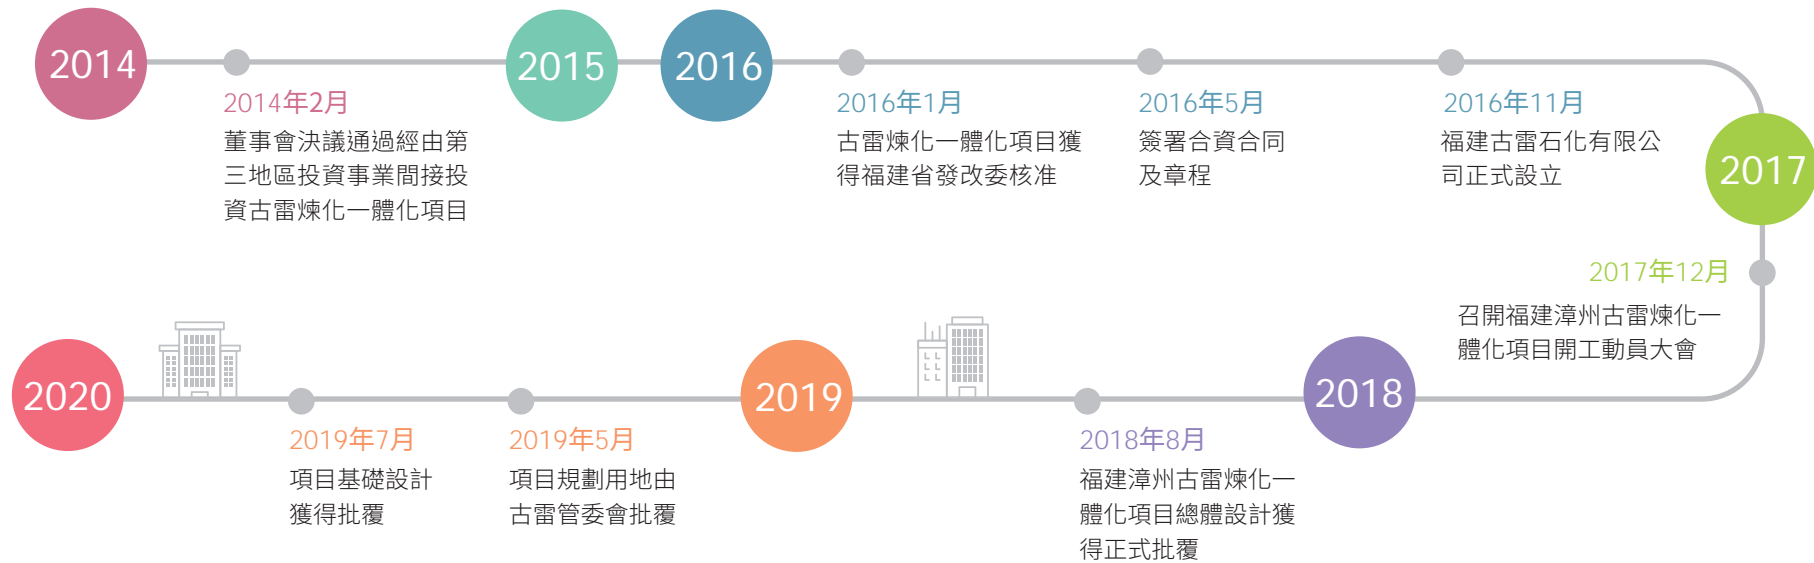 2014
2014年2月
董事會決議通過經由第
三地區投資事業間接投
資古雷煉化一體化項目
2015
2016
2016年1月
古雷煉化一體化項目獲
得福建省發改委核准
2016年5月
簽署合資合同
及章程
2016年11月
福建古雷石化有限公
司正式設立
2017
2017年12月
召開福建漳州古雷煉化一
體化項目開工動員大會
2018
2018年8月
福建漳州古雷煉化一
體化項目總體設計獲
得正式批覆
2019
2019年5月
項目規劃用地由
古雷管委會批覆
2019年7月
項目基礎設計
獲得批覆
2020